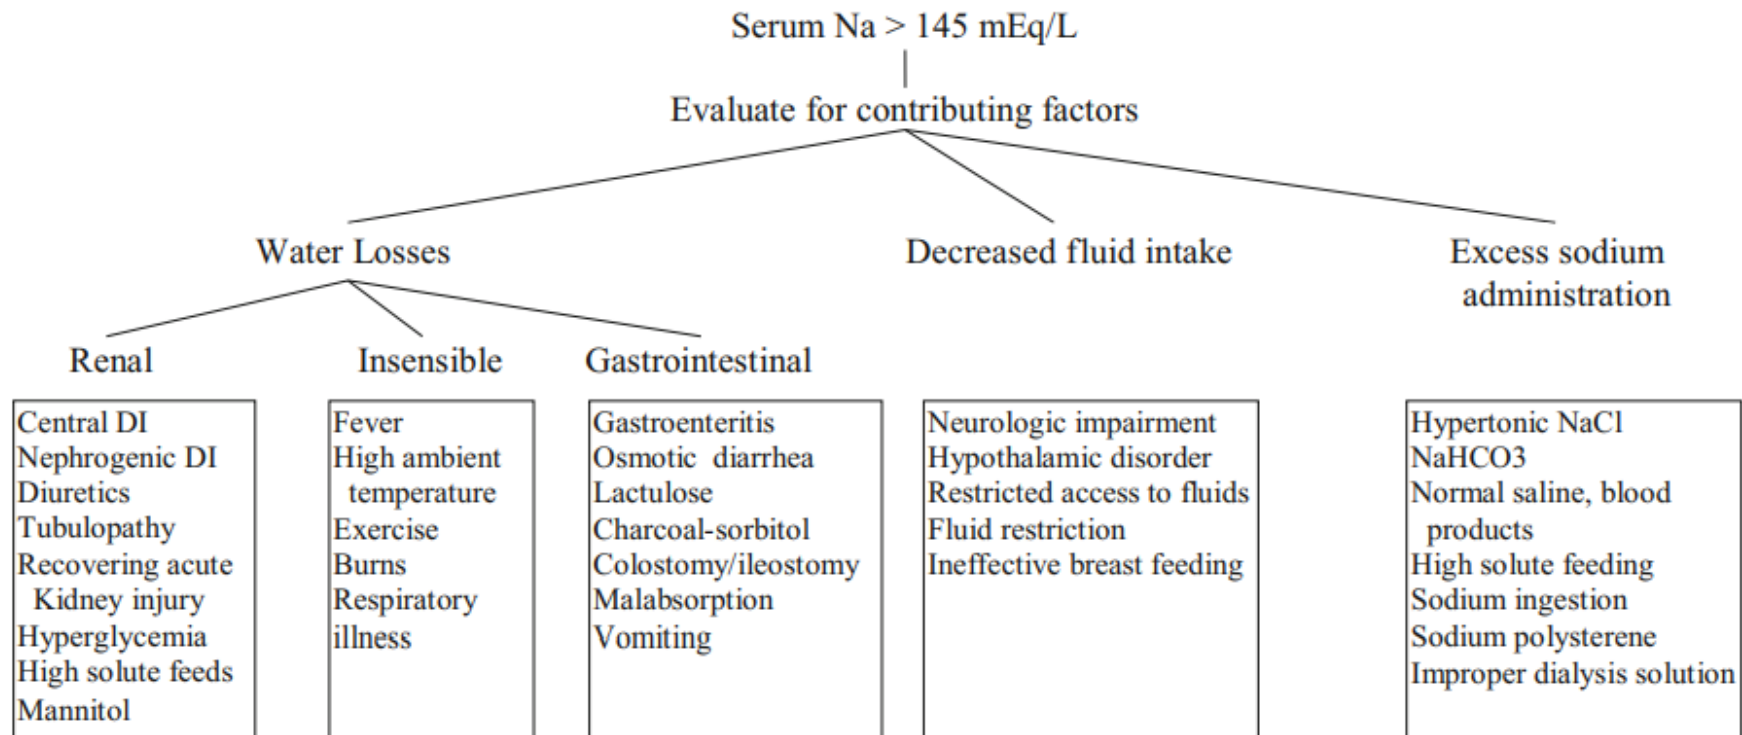 Serum Na > 145 mEq/L
Evaluate for contributing factors
Water Losses
Decreased fluid intake
Excess sodium
administration
Renal
Insensible
Gastrointestinal
Central DI
Nephrogenic DI
Diuretics
Tubulopathy
Recovering acute
Kidney injury
Hyperglycemia
High solute feeds
Mannitol
Fever
High ambient
temperature
Exercise
Burns
Respiratory
illness
Gastroenteritis
Osmotic diarrhea
Lactulose
Charcoal-sorbitol
Colostomy/ileostomy
Malabsorption
Vomiting
Neurologic impairment
Hypothalamic disorder
Restricted access to fluids
Fluid restriction
Ineffective breast feeding
Hypertonic NaCl
NaHCO3
Normal saline, blood
products
High solute feeding
Sodium ingestion
Sodium polysterene
Improper dialysis solution